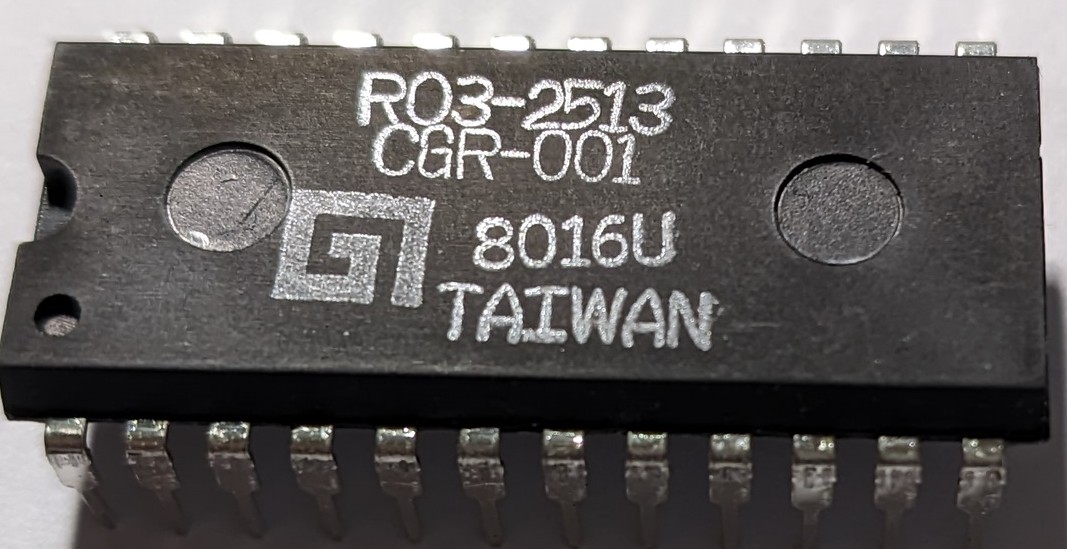 RO3-2513
CGR-001
8016U
TAIWAN